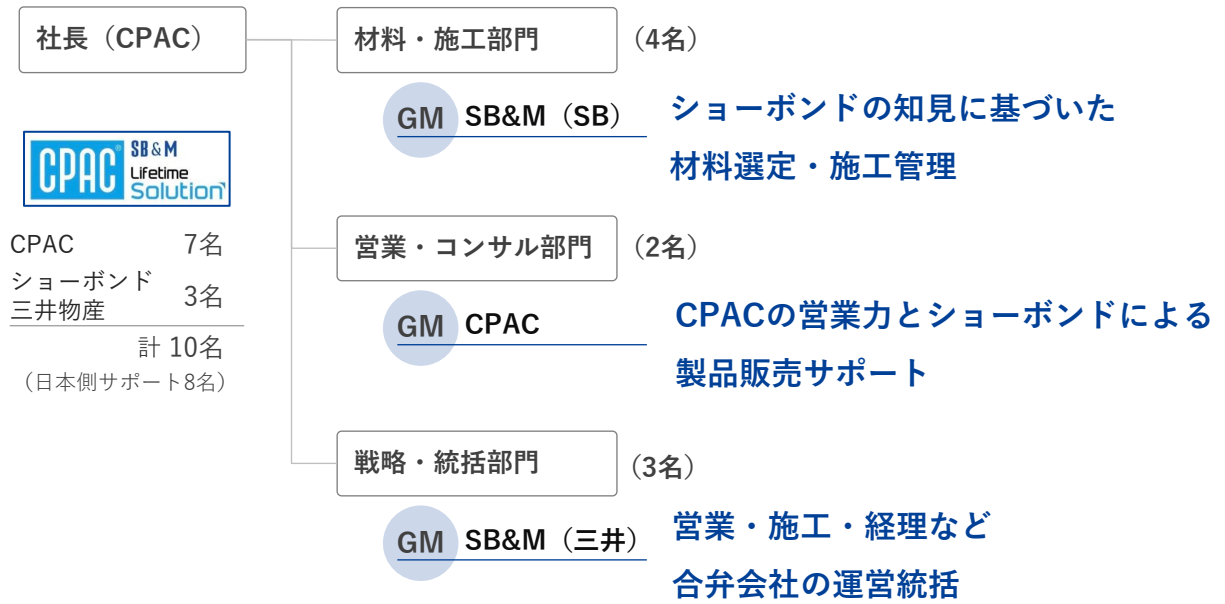 社長（CPAC）
CPAC® SB&M
Lifetime
Solution
CPAC 7名
ショーボンド
三井物産 3名
計 10名
（日本側サポート8名）
材料・施工部門 （4名）
GM SB&M（SB）
ショーボンドの知見に基づいた
材料選定・施工管理
営業・コンサル部門 （2名）
GM CPAC
CPACの営業力とショーボンドによる
製品販売サポート
戦略・統括部門 （3名）
GM SB&M（三井）
営業・施工・経理など
合弁会社の運営統括